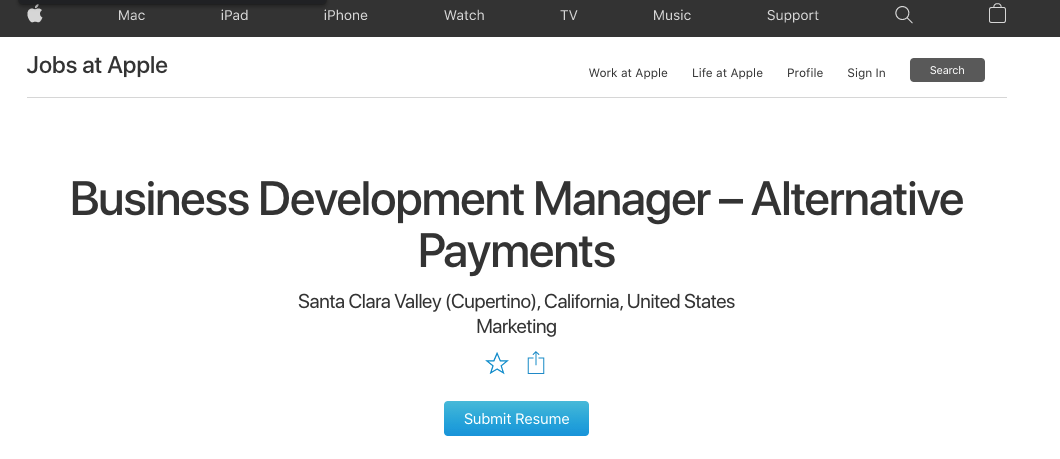 Mac iPad iPhone Watch TV Music Support
Jobs at Apple
Work at Apple Life at Apple Profile Sign In Search
Business Development Manager – Alternative
Payments
Santa Clara Valley (Cupertino), California, United States
Marketing
Submit Resume